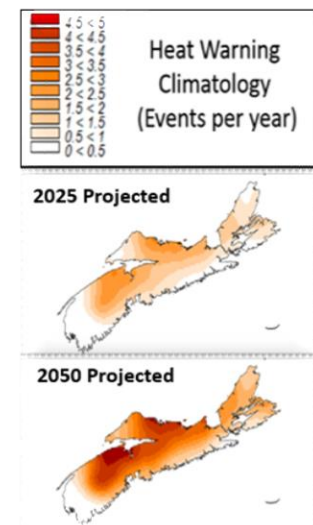 4.5 < 5
4 < 4.5
3.5 < 4
3 < 3.5
2.5 < 3
2 < 2.5
1.5 < 2
1 < 1.5
0.5 < 1
0 < 0.5
Heat Warning
Climatology
(Events per year)
2025 Projected
2050 Projected